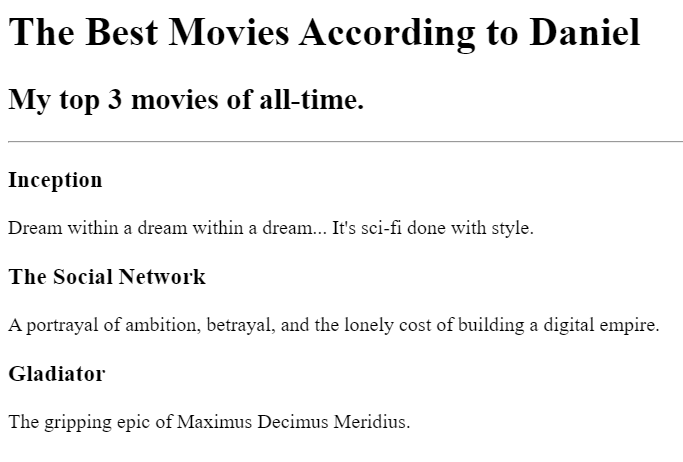 The Best Movies According to Daniel
My top 3 movies of all-time.
Inception
Dream within a dream within a dream... It's sci-fi done with style.
The Social Network
A portrayal of ambition, betrayal, and the lonely cost of building a digital empire.
Gladiator
The gripping epic of Maximus Decimus Meridius.